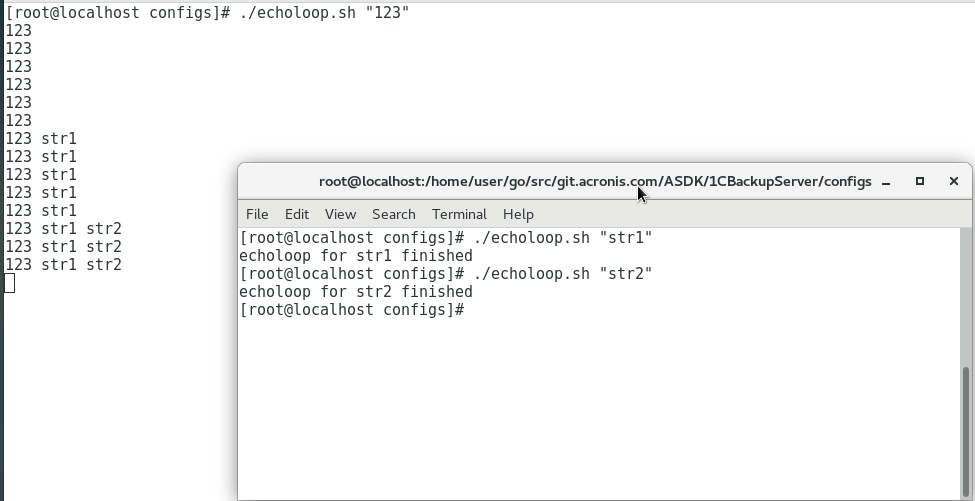 [root@localhost configs]# ./echoloop.sh "123"
123
123
123
123
123
123
123 str1
123 str1
123 str1
123 str1
123 str1
123 str1 str2
123 str1 str2
123 str1 str2
root@localhost:/home/user/go/src/git.acronis.com/ASDK/1CBackupServer/configs
File Edit View Search Terminal Help
[root@localhost configs]# ./echoloop.sh "str1"
echoloop for str1 finished
[root@localhost configs]# ./echoloop.sh "str2"
echoloop for str2 finished
[root@localhost configs]#